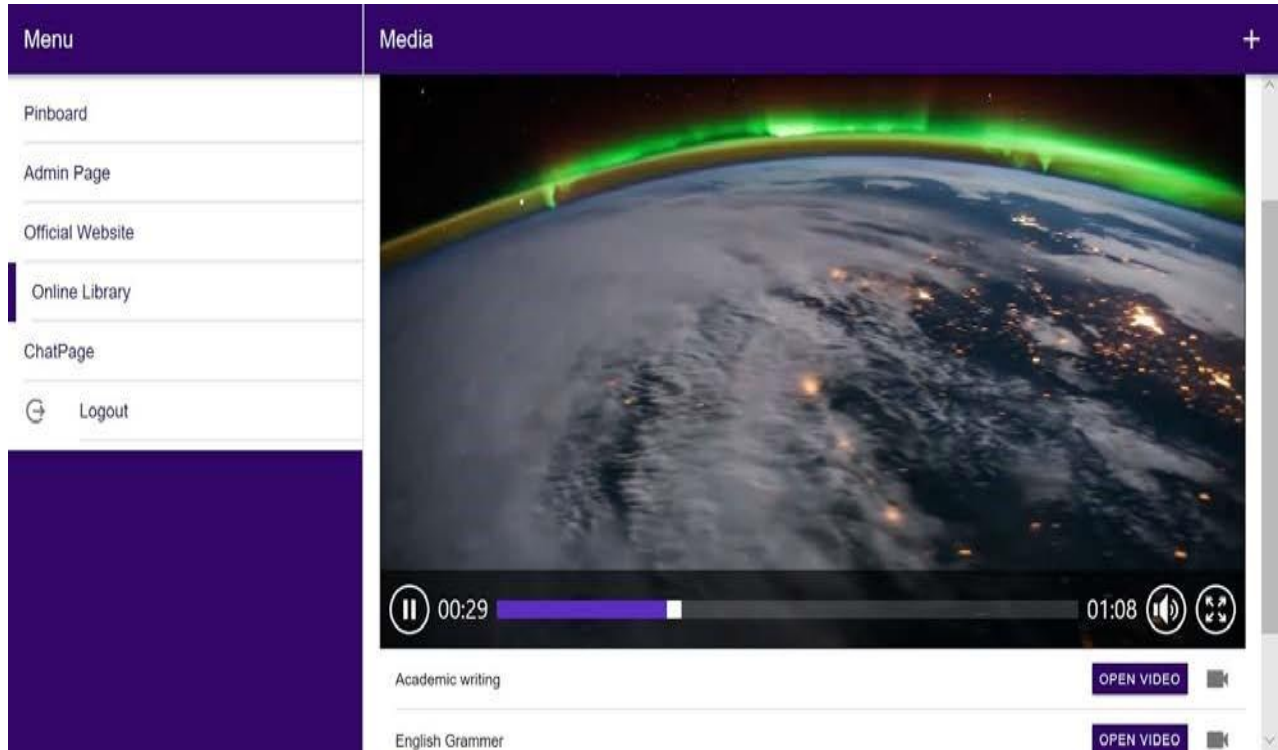 Menu
Media
+
Pinboard
Admin Page
Official Website
Online Library
ChatPage
Logout
00:29
01:08
Academic writing
OPEN VIDEO
English Grammer
OPEN VIDEO